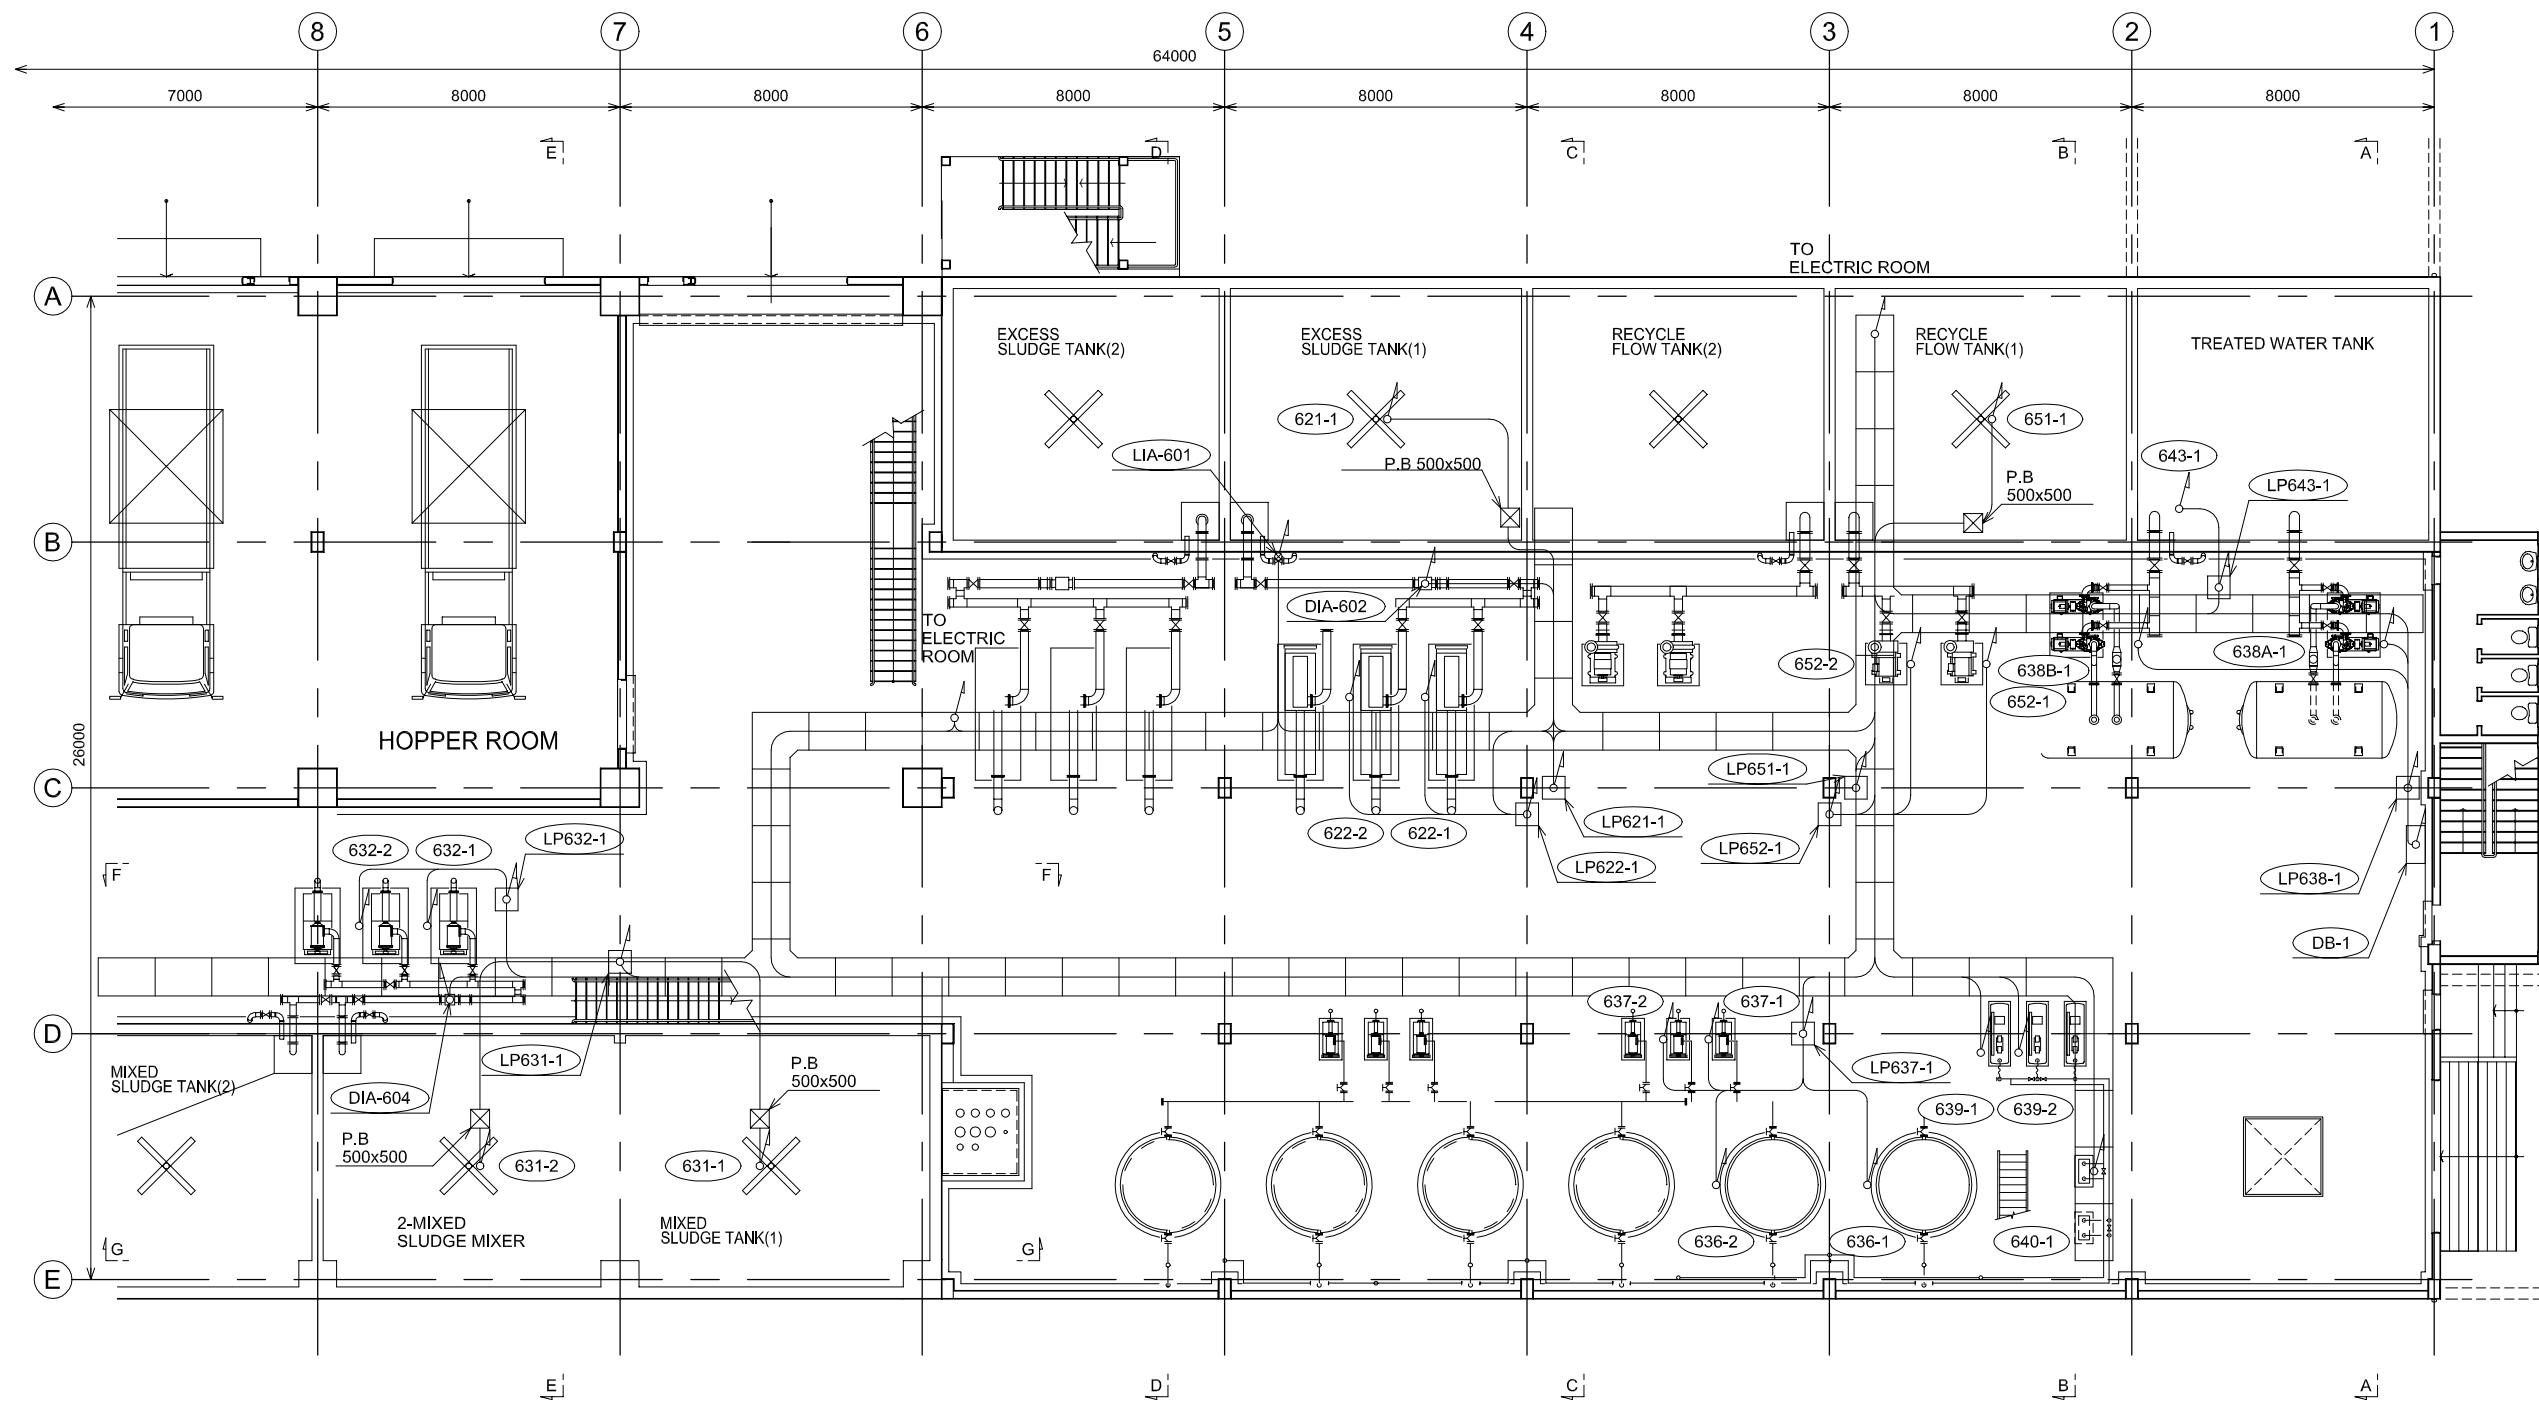 8 7 6 5 4 3 2 1
64000
7000 8000 8000 8000 8000 8000 8000 8000
E D C B A
TO
ELECTRIC ROOM
A
EXCESS
SLUDGE TANK(2)
EXCESS
SLUDGE TANK(1)
RECYCLE
FLOW TANK(2)
RECYCLE
FLOW TANK(1)
TREATED WATER TANK
621-1
651-1
LIA-601
P.B 500x500
643-1
P.B
500x500
LP643-1
B
DIA-602
TO
ELECTRIC
ROOM
652-2
638B-1
638A-1
652-1
26000
HOPPER ROOM
C
LP651-1
LP632-1
632-2
632-1
622-2
622-1
LP621-1
LP652-1
LP622-1
LP638-1
F
F
DB-1
637-2
637-1
D
LP631-1
P.B
500x500
LP637-1
MIXED
SLUDGE TANK(2)
DIA-604
639-1
639-2
P.B
500x500
631-2
631-1
2-MIXED
SLUDGE MIXER
MIXED
SLUDGE TANK(1)
636-2
636-1
640-1
G
G
E
E D C B A